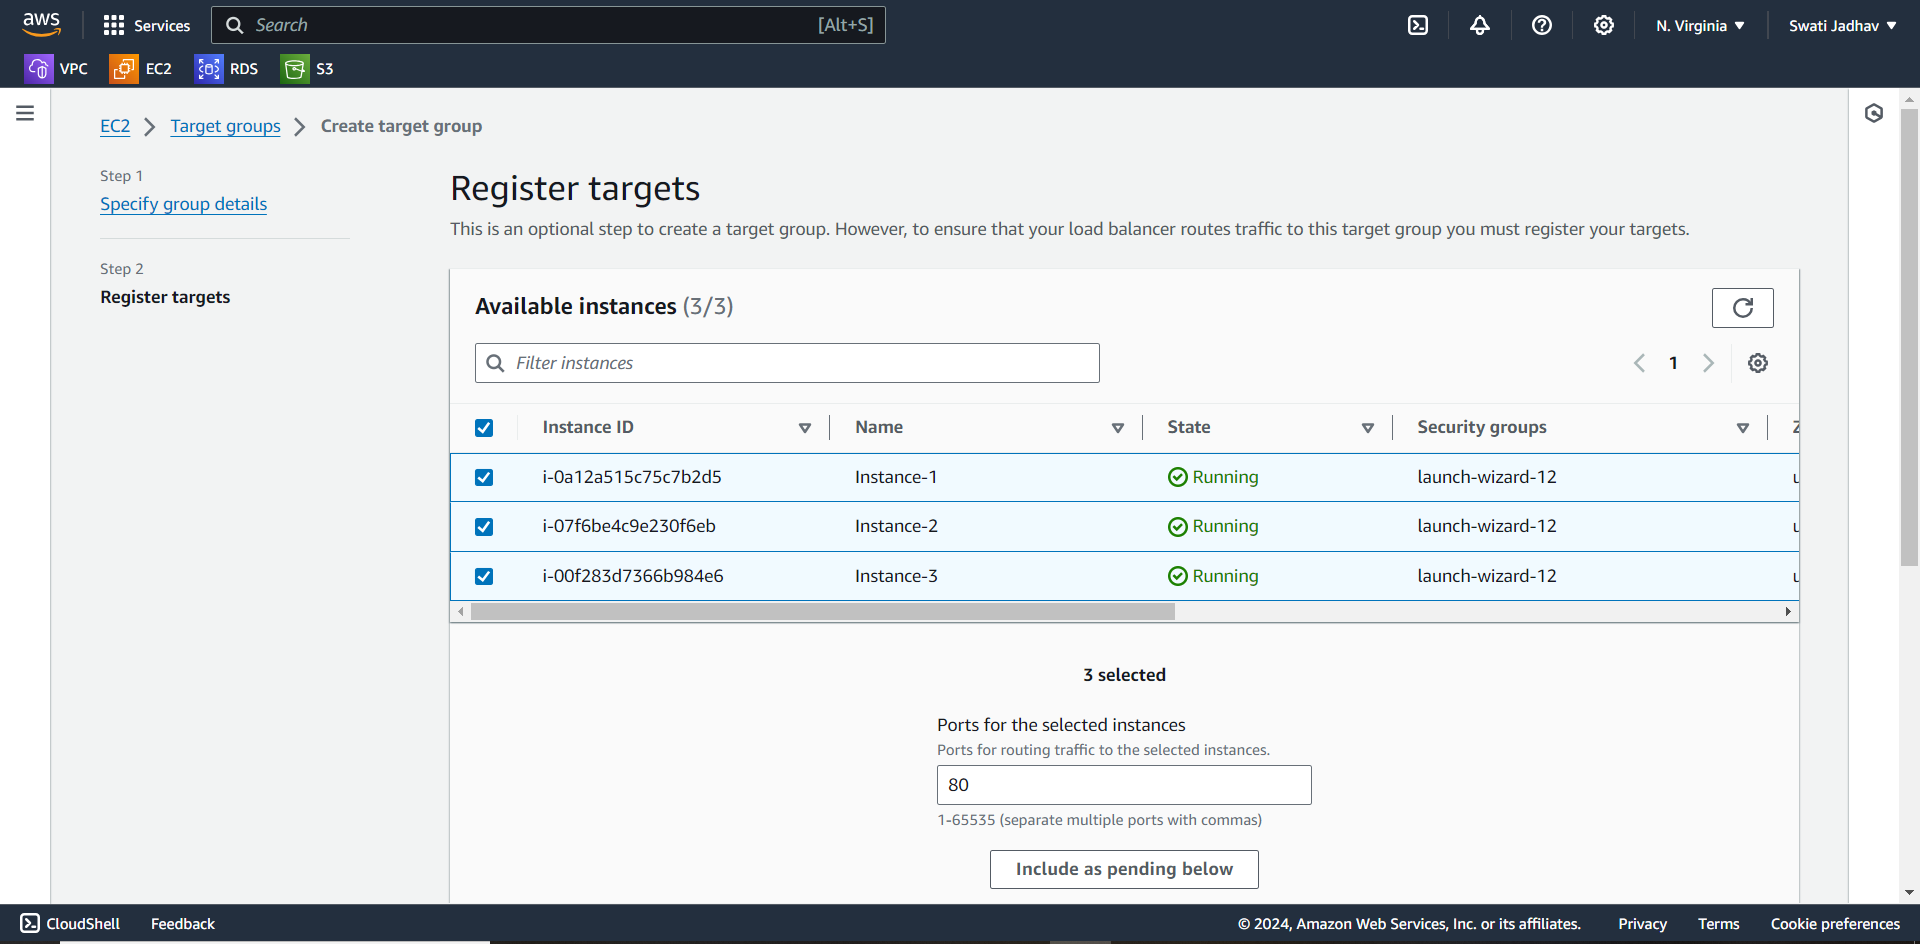 aws
Services
Search
[Alt+S]
N. Virginia
Swati Jadhav
VPC
EC2
RDS
S3
EC2
Target groups
Create target group
Step 1
Specify group details
Step 2
Register targets
Register targets
This is an optional step to create a target group. However, to ensure that your load balancer routes traffic to this target group you must register your targets.
Available instances (3/3)
Filter instances
1
Instance ID Name State Security groups
i-0a12a515c75c7b2d5 Instance-1 Running launch-wizard-12
i-07f6be4c9e230f6eb Instance-2 Running launch-wizard-12
i-00f283d7366b984e6 Instance-3 Running launch-wizard-12
3 selected
Ports for the selected instances
Ports for routing traffic to the selected instances.
80
1-65535 (separate multiple ports with commas)
Include as pending below
CloudShell
Feedback
© 2024, Amazon Web Services, Inc. or its affiliates.
Privacy
Terms
Cookie preferences